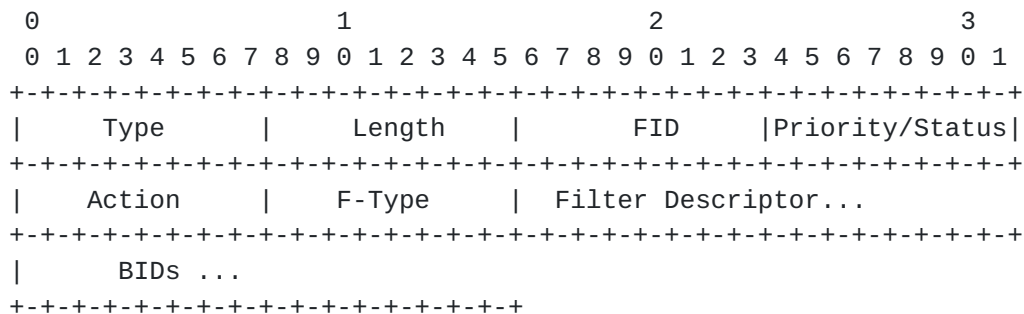 0                   1                   2                   3
 0 1 2 3 4 5 6 7 8 9 0 1 2 3 4 5 6 7 8 9 0 1 2 3 4 5 6 7 8 9 0 1
+-+-+-+-+-+-+-+-+-+-+-+-+-+-+-+-+-+-+-+-+-+-+-+-+-+-+-+-+-+-+-+-+
|     Type      |     Length    |       FID     |Priority/Status|
+-+-+-+-+-+-+-+-+-+-+-+-+-+-+-+-+-+-+-+-+-+-+-+-+-+-+-+-+-+-+-+-+
|    Action     |    F-Type     |  Filter Descriptor...
+-+-+-+-+-+-+-+-+-+-+-+-+-+-+-+-+-+-+-+-+-+-+-+-+-+-+-+-+-+-+-+-+
|      BIDs ...
+-+-+-+-+-+-+-+-+-+-+-+-+-+-+-+-+